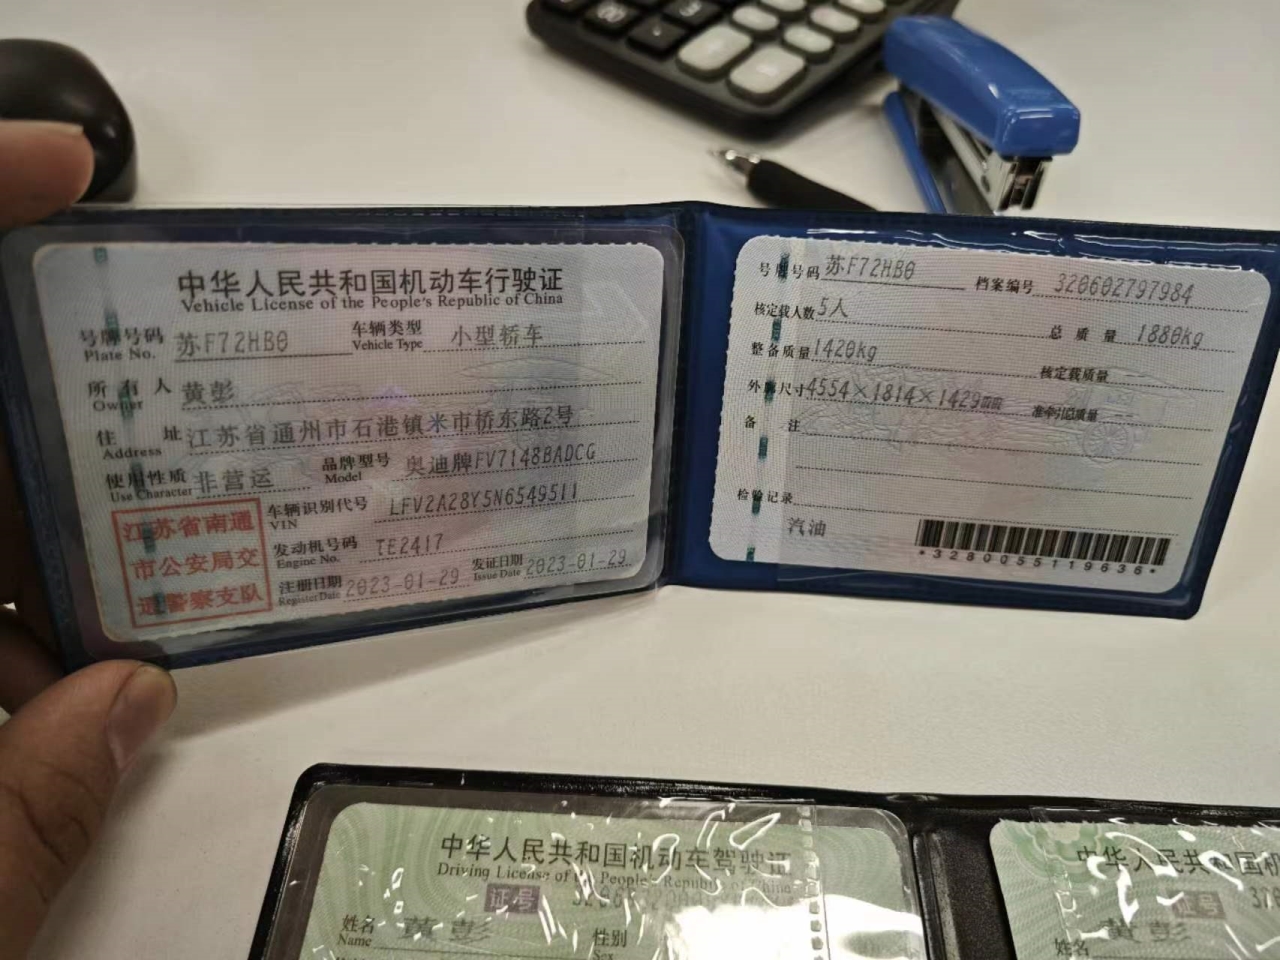 中华人民共和国机动车行驶证
Vehicle License of the People's Republic of China
号牌号码 苏F72HB0 车辆类型 小型轿车
Plate No. Vehicle Type
所有人 黄彭
Owner
住址 江苏省通州市石港镇米市桥东路2号
Address
使用性质 非营运 品牌型号 奥迪牌FV7148BADCG
Use Character Model
车辆识别代号 LFV2A28Y5N6549511
VIN
发动机号码 TE2417
Engine No.
注册日期 2023-01-29 发证日期 2023-01-29
Register Date Issue Date
江苏省南通
市公安局交
通警察支队
号牌号码 苏F72HB0 档案编号 320602797984
核定载人数 5人 总质量 1880kg
整备质量 1420kg 核定载质量
外廓尺寸 4554×1814×1429mm 准牵引总质量 --
备注
检验记录
汽油
*3280055119636*
中华人民共和国机动车驾驶证
Driving License of the People's Republic of China
证号
姓名 黄彭 性别
Name Sex
中华人民共和国机
证号
姓名 黄彭